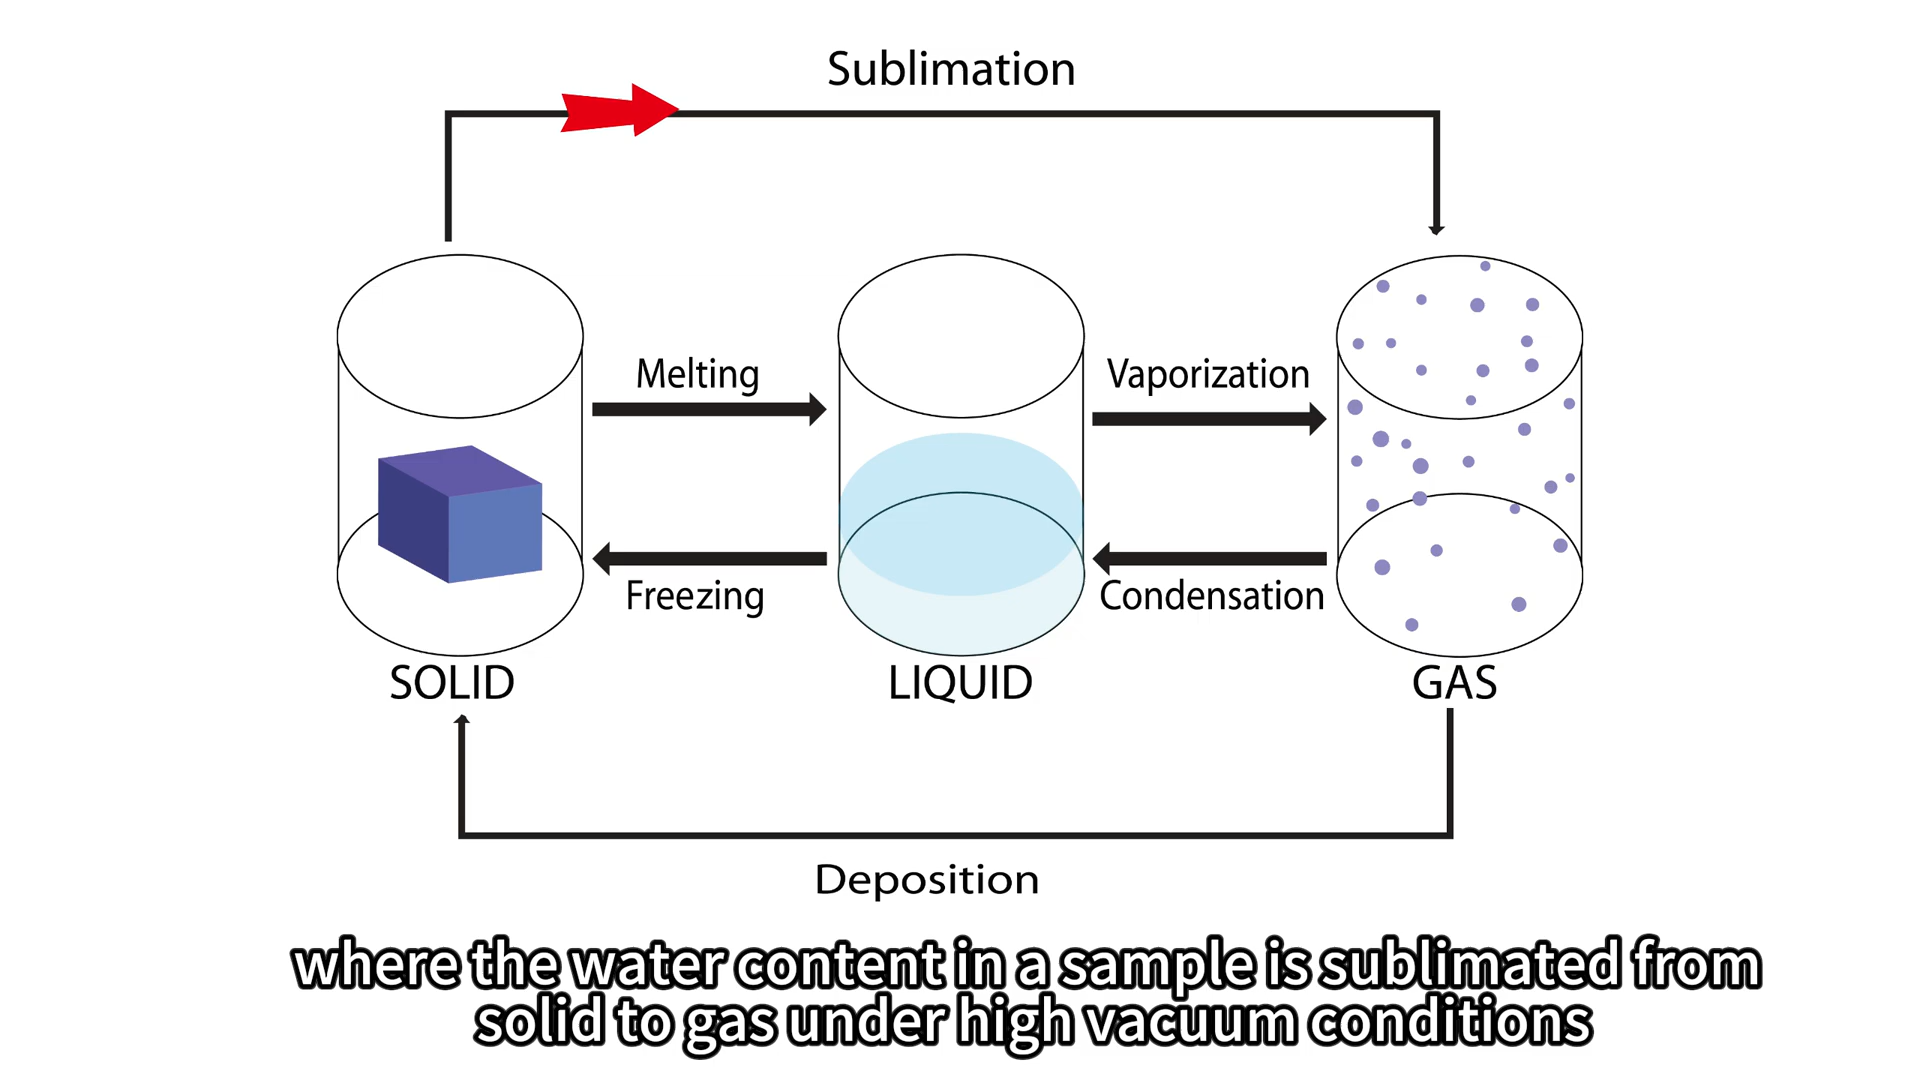 Sublimation
Melting
Vaporization
Freezing
Condensation
SOLID
LIQUID
GAS
Deposition
where the water content in a sample is sublimated from
solid to gas under high vacuum conditions